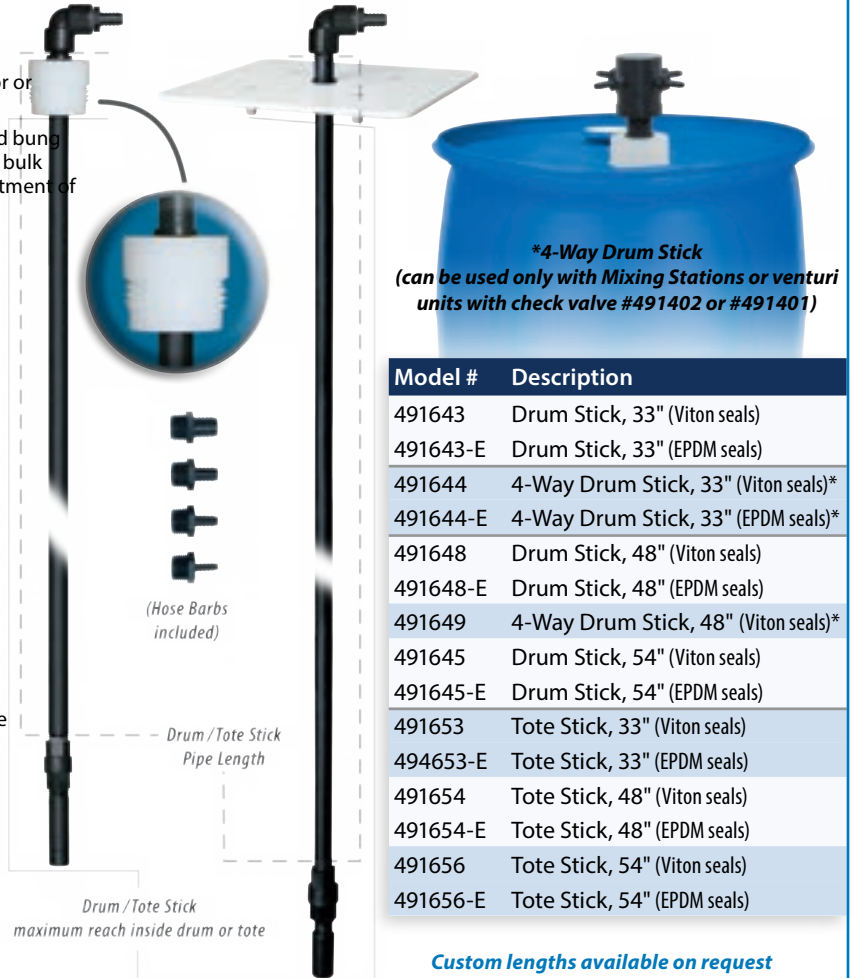 r or
d bung
bulk
tment of
e
*4-Way Drum Stick
(can be used only with Mixing Stations or venturi
units with check valve #491402 or #491401)
(Hose Barbs
included)
Drum / Tote Stick
Pipe Length
Drum / Tote Stick
maximum reach inside drum or tote
Model # Description
491643 Drum Stick, 33" (Viton seals)
491643-E Drum Stick, 33" (EPDM seals)
491644 4-Way Drum Stick, 33" (Viton seals)*
491644-E 4-Way Drum Stick, 33" (EPDM seals)*
491648 Drum Stick, 48" (Viton seals)
491648-E Drum Stick, 48" (EPDM seals)
491649 4-Way Drum Stick, 48" (Viton seals)*
491645 Drum Stick, 54" (Viton seals)
491645-E Drum Stick, 54" (EPDM seals)
491653 Tote Stick, 33" (Viton seals)
494653-E Tote Stick, 33" (EPDM seals)
491654 Tote Stick, 48" (Viton seals)
491654-E Tote Stick, 48" (EPDM seals)
491656 Tote Stick, 54" (Viton seals)
491656-E Tote Stick, 54" (EPDM seals)
Custom lengths available on request